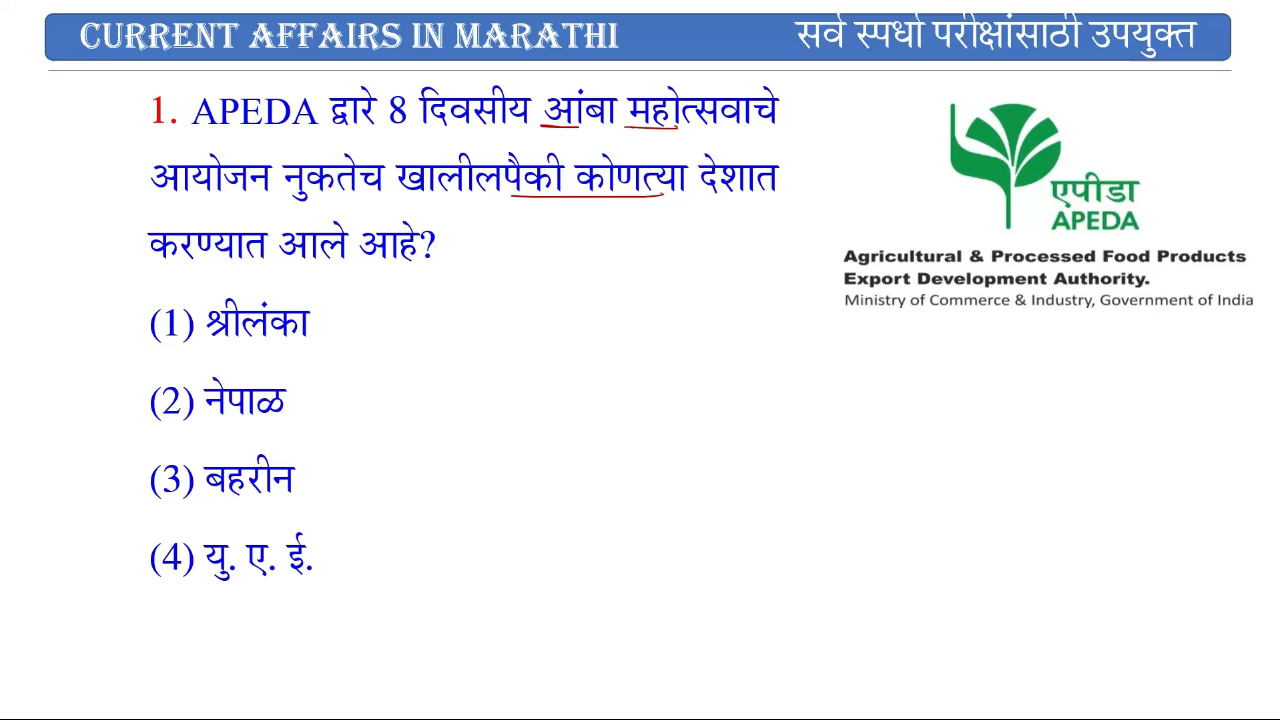 CURRENT AFFAIRS IN MARATHI
सर्व स्पर्धा परीक्षांसाठी उपयुक्त
1. APEDA द्वारे 8 दिवसीय आंबा महोत्सवाचे
आयोजन नुकतेच खालीलपैकी कोणत्या देशात
करण्यात आले आहे?
(1) श्रीलंका
(2) नेपाळ
(3) बहरीन
(4) यु. ए. ई.
एपीडा
APEDA
Agricultural & Processed Food Products
Export Development Authority.
Ministry of Commerce & Industry, Government of India